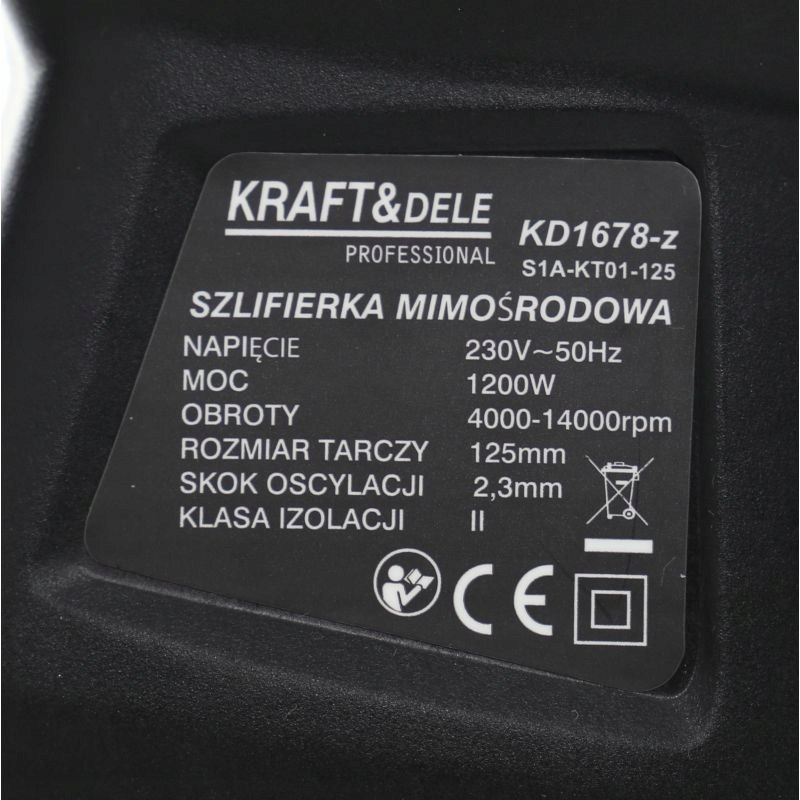 KRAFT&DELE
PROFESSIONAL
KD1678-z
S1A-KT01-125
SZLIFIERKA MIMOŚRODOWA
NAPIĘCIE 230V~50Hz
MOC 1200W
OBROTY 4000-14000rpm
ROZMIAR TARCZY 125mm
SKOK OSCYLACJI 2,3mm
KLASA IZOLACJI II
CE